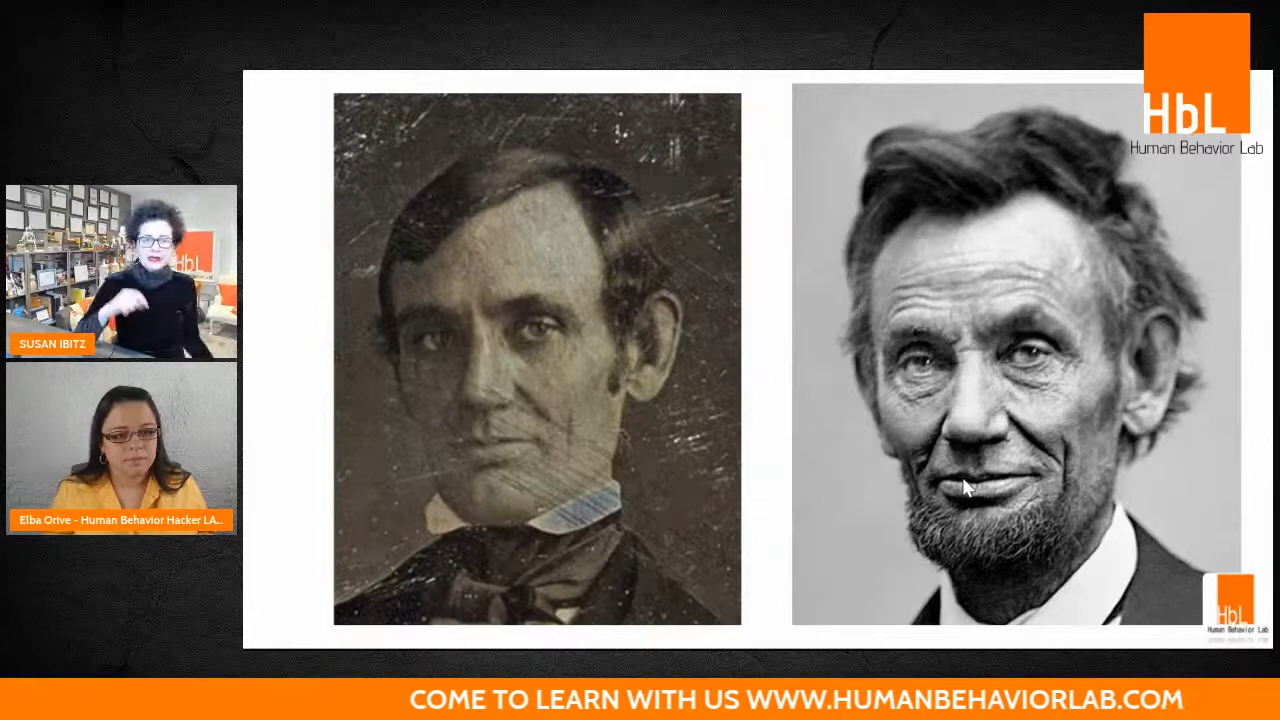 HbL
Human Behavior Lab
SUSAN IBITZ
HbL
Elba Orive - Human Behavior Hacker LA...
HbL
Human Behavior Lab
COME TO LEARN WITH US WWW.HUMANBEHAVIORLAB.COM